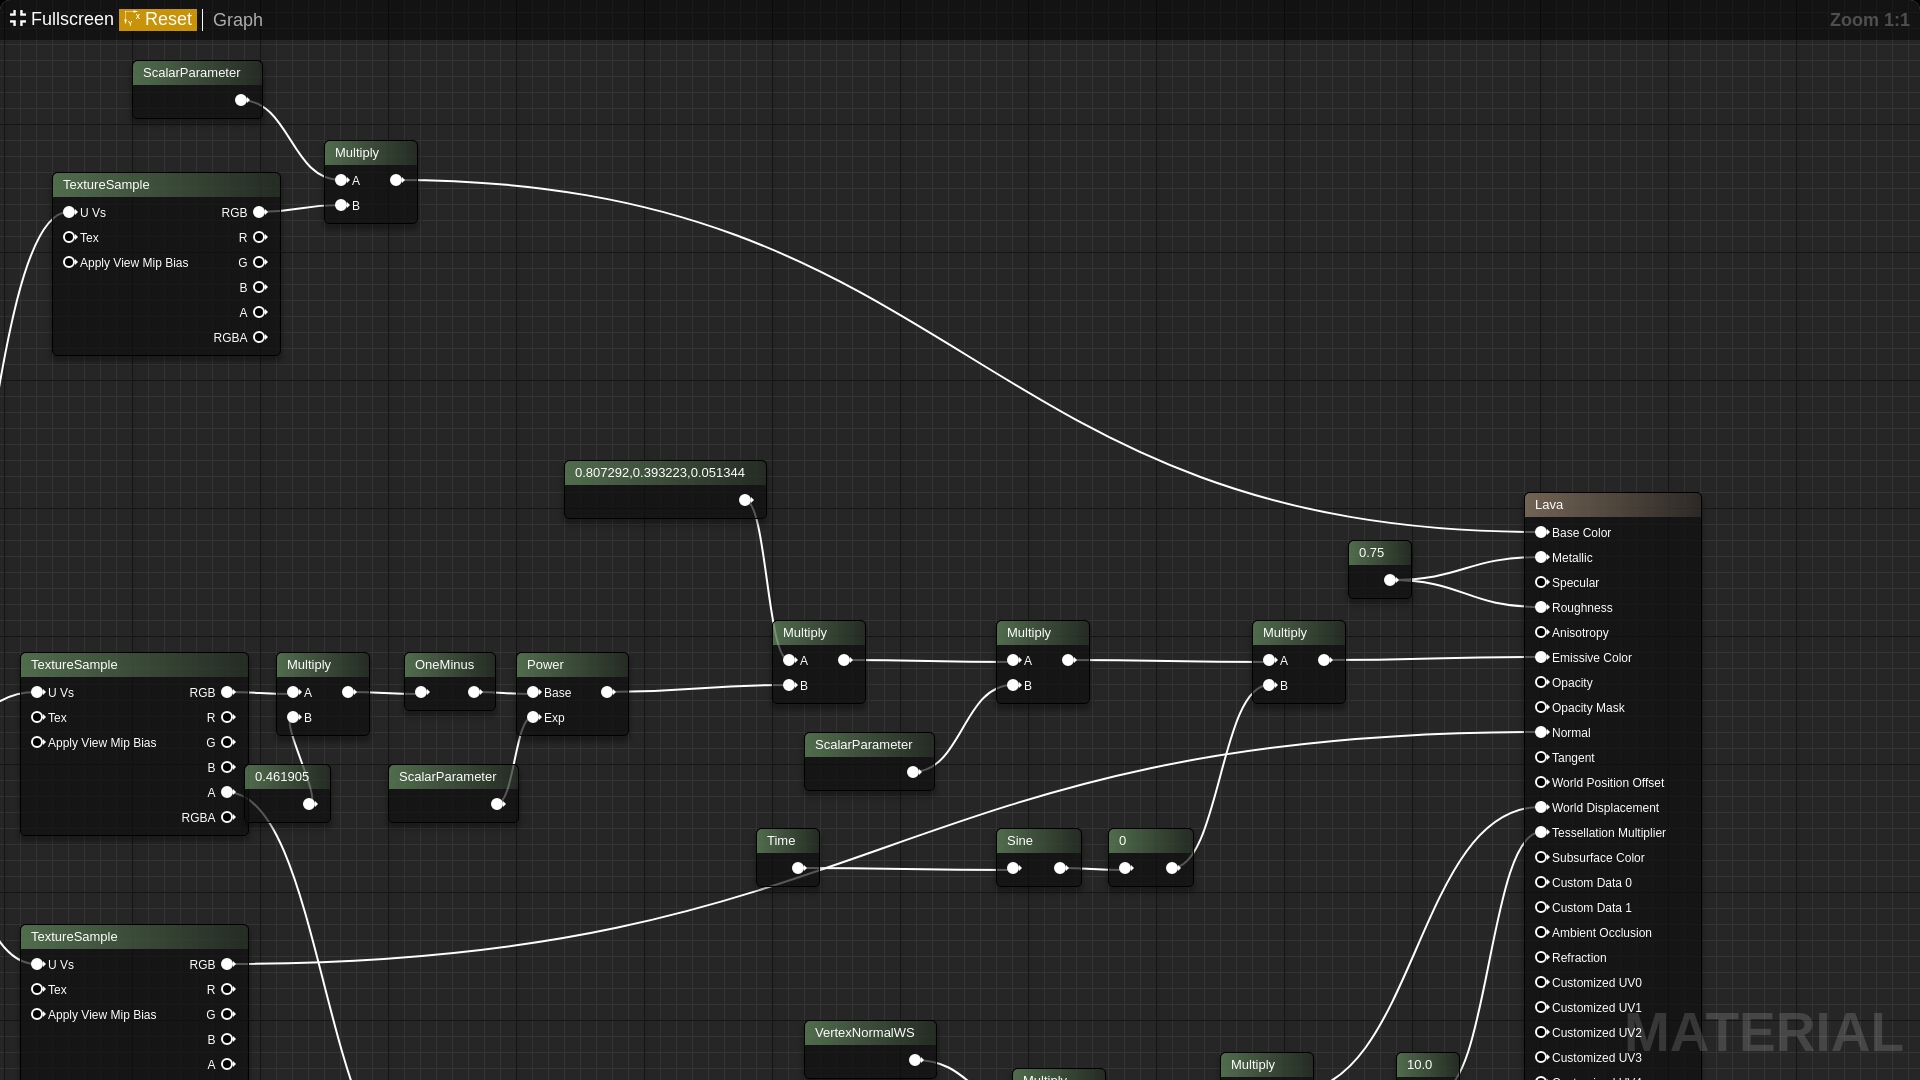 Fullscreen Reset Graph Zoom 1:1
ScalarParameter
Multiply
A
B
TextureSample
U Vs RGB
Tex R
Apply View Mip Bias G
B
A
RGBA
0.807292,0.393223,0.051344
Lava
Base Color
Metallic
Specular
Roughness
Anisotropy
Emissive Color
Opacity
Opacity Mask
Normal
Tangent
World Position Offset
World Displacement
Tessellation Multiplier
Subsurface Color
Custom Data 0
Custom Data 1
Ambient Occlusion
Refraction
Customized UV0
Customized UV1
Customized UV2
Customized UV3
0.75
Multiply
A
B
Multiply
A
B
Multiply
A
B
TextureSample
U Vs RGB
Tex R
Apply View Mip Bias G
B
A
RGBA
Multiply
A
B
OneMinus
Power
Base
Exp
0.461905
ScalarParameter
ScalarParameter
Time
Sine
0
TextureSample
U Vs RGB
Tex R
Apply View Mip Bias G
B
A
VertexNormalWS
Multiply
Multiply
10.0
MATERIAL